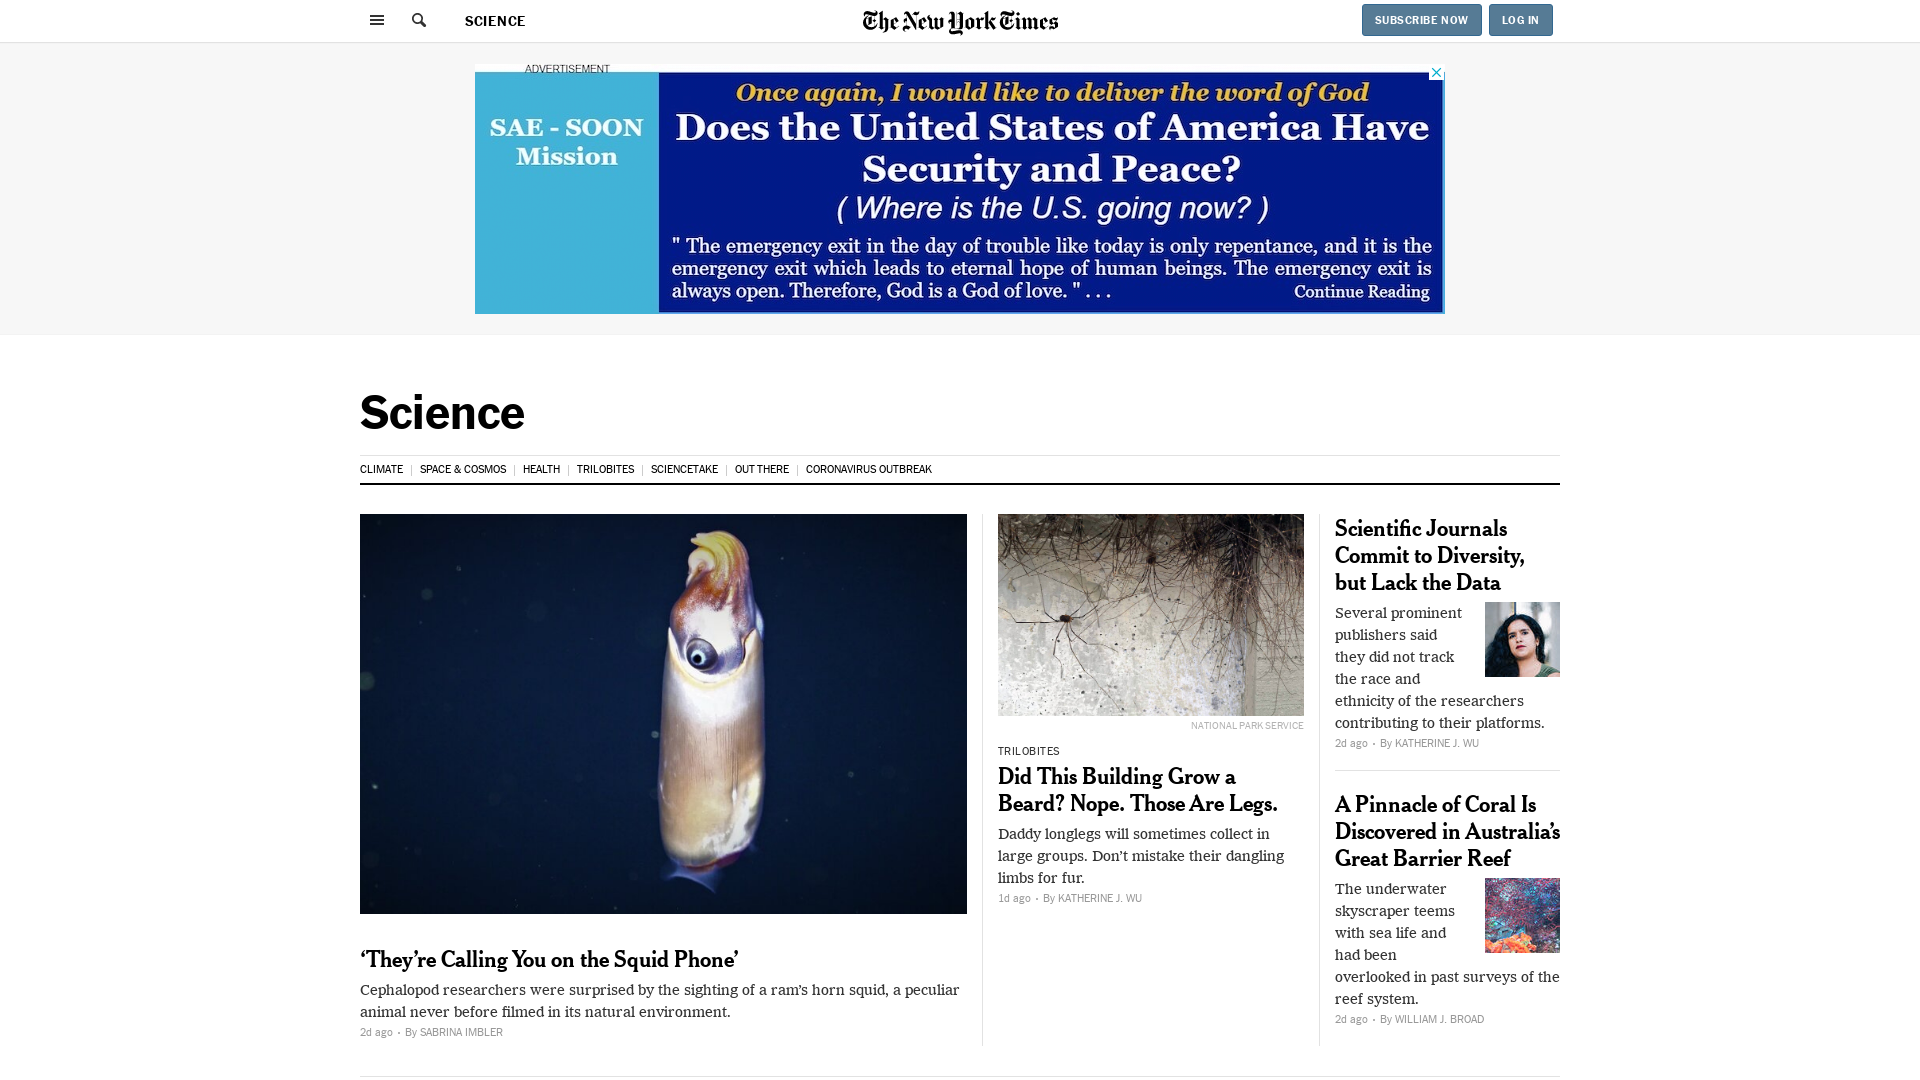 SCIENCE
The New York Times
SUBSCRIBE NOW
LOG IN
ADVERTISEMENT
SAE - SOON
Mission
Once again, I would like to deliver the word of God
Does the United States of America Have
Security and Peace?
( Where is the U.S. going now? )
" The emergency exit in the day of trouble like today is only repentance, and it is the
emergency exit which leads to eternal hope of human beings. The emergency exit is
always open. Therefore, God is a God of love. " . . .
Continue Reading
Science
CLIMATE
SPACE & COSMOS
HEALTH
TRILOBITES
SCIENCETAKE
OUT THERE
CORONAVIRUS OUTBREAK
‘They’re Calling You on the Squid Phone’
Cephalopod researchers were surprised by the sighting of a ram’s horn squid, a peculiar
animal never before filmed in its natural environment.
2d ago • By SABRINA IMBLER
NATIONAL PARK SERVICE
TRILOBITES
Did This Building Grow a
Beard? Nope. Those Are Legs.
Daddy longlegs will sometimes collect in
large groups. Don’t mistake their dangling
limbs for fur.
1d ago • By KATHERINE J. WU
Scientific Journals
Commit to Diversity,
but Lack the Data
Several prominent
publishers said
they did not track
the race and
ethnicity of the researchers
contributing to their platforms.
2d ago • By KATHERINE J. WU
A Pinnacle of Coral Is
Discovered in Australia’s
Great Barrier Reef
The underwater
skyscraper teems
with sea life and
had been
overlooked in past surveys of the
reef system.
2d ago • By WILLIAM J. BROAD